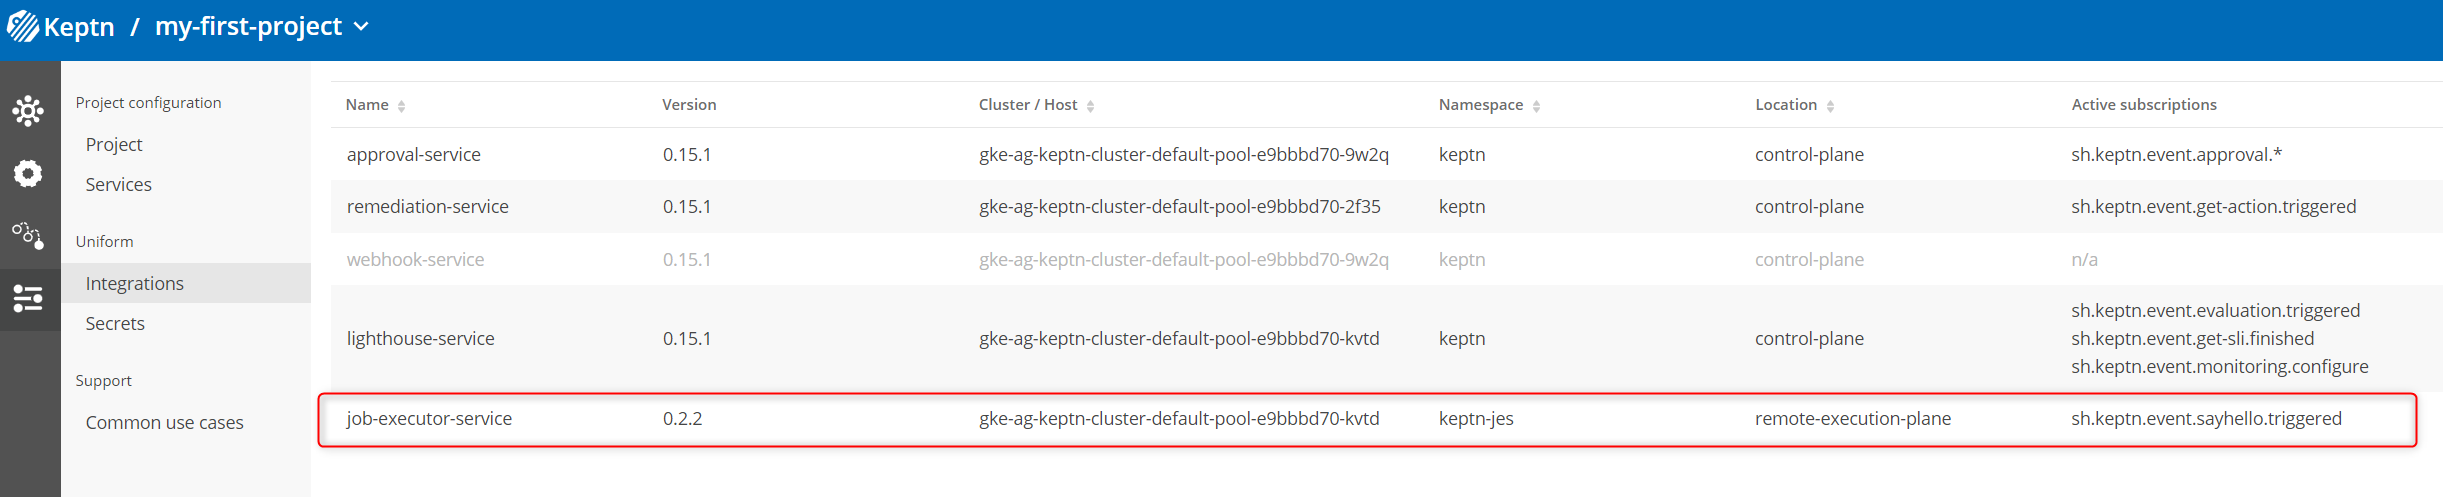 Keptn / my-first-project
Project configuration
Project
Services
Uniform
Integrations
Secrets
Support
Common use cases
Name Version Cluster / Host Namespace Location Active subscriptions
approval-service 0.15.1 gke-ag-keptn-cluster-default-pool-e9bbbd70-9w2q keptn control-plane sh.keptn.event.approval.*
remediation-service 0.15.1 gke-ag-keptn-cluster-default-pool-e9bbbd70-2f35 keptn control-plane sh.keptn.event.get-action.triggered
webhook-service 0.15.1 gke-ag-keptn-cluster-default-pool-e9bbbd70-9w2q keptn control-plane n/a
sh.keptn.event.evaluation.triggered
lighthouse-service 0.15.1 gke-ag-keptn-cluster-default-pool-e9bbbd70-kvtd keptn control-plane sh.keptn.event.get-sli.finished
sh.keptn.event.monitoring.configure
job-executor-service 0.2.2 gke-ag-keptn-cluster-default-pool-e9bbbd70-kvtd keptn-jes remote-execution-plane sh.keptn.event.sayhello.triggered